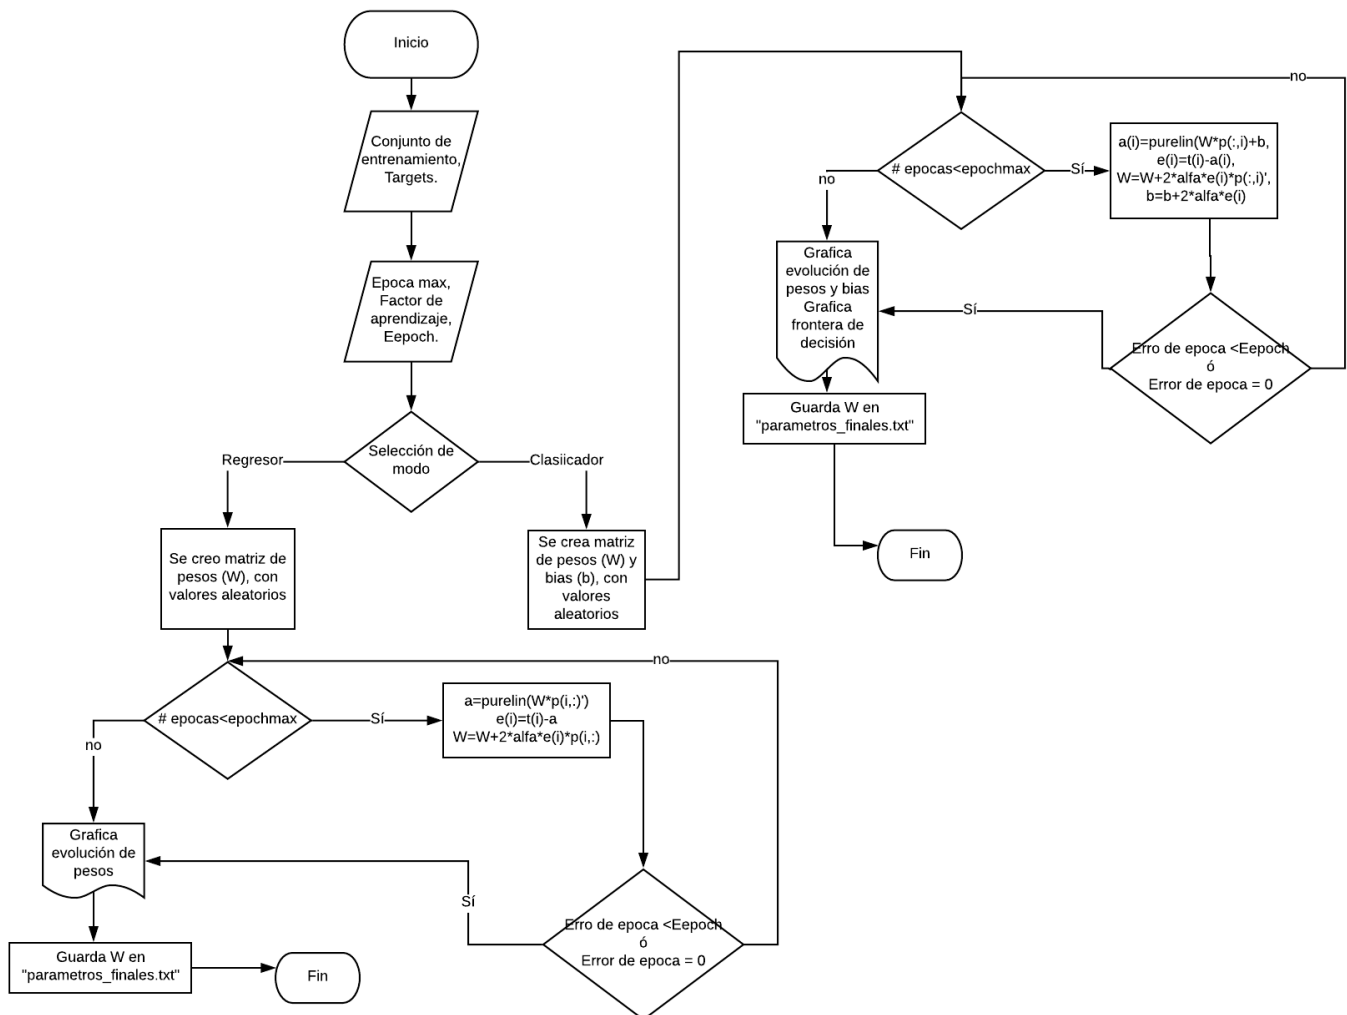 Inicio
Conjunto de
entrenamiento,
Targets.
Epoca max,
Factor de
aprendizaje,
Eepoch.
Selección de
modo
Regresor
Clasiicador
Se creo matriz de
pesos (W), con
valores aleatorios
Se crea matriz
de pesos (W) y
bias (b), con
valores
aleatorios
# epocas<epochmax
Sí
no
a=purelin(W*p(i,:)')
e(i)=t(i)-a
W=W+2*alfa*e(i)*p(i,:)
no
Erro de epoca <Eepoch
ó
Error de epoca = 0
Sí
Grafica
evolución de
pesos
Guarda W en
"parametros_finales.txt"
Fin
# epocas<epochmax
Sí
no
a(i)=purelin(W*p(:,i)+b,
e(i)=t(i)-a(i),
W=W+2*alfa*e(i)*p(:,i)',
b=b+2*alfa*e(i)
no
Erro de epoca <Eepoch
ó
Error de epoca = 0
Sí
Grafica
evolución de
pesos y bias
Grafica
frontera de
decisión
Guarda W en
"parametros_finales.txt"
Fin